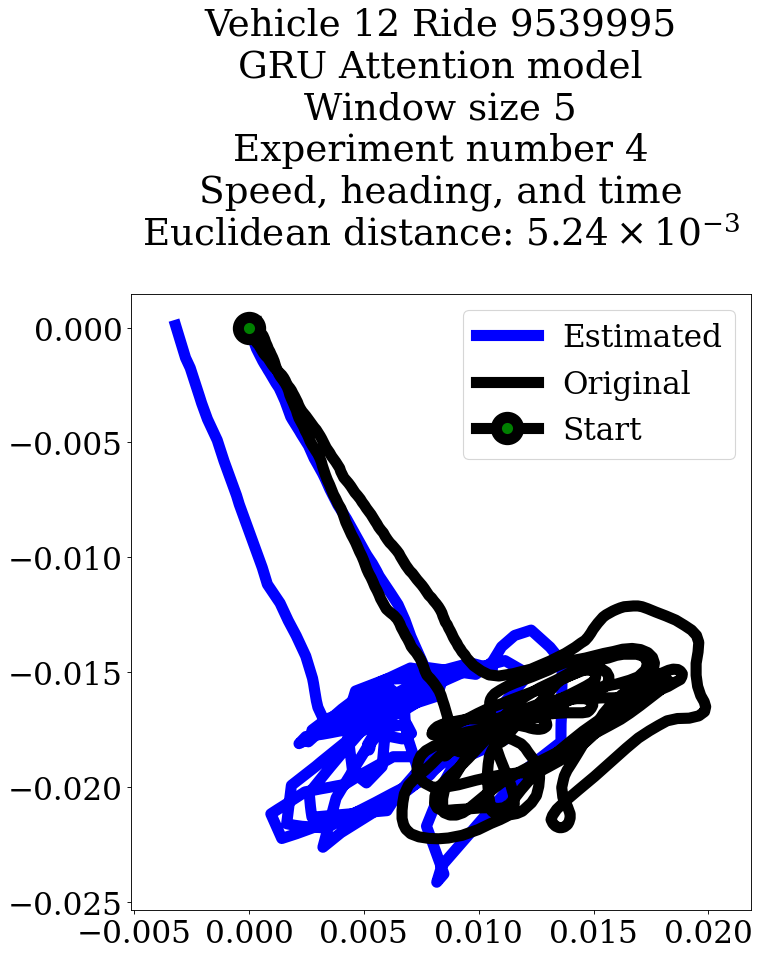 Vehicle 12 Ride 9539995
GRU Attention model
Window size 5
Experiment number 4
Speed, heading, and time
Euclidean distance: 5.24 × 10⁻³
Estimated
Original
Start
0.000
−0.005
−0.010
−0.015
−0.020
−0.025
−0.005 0.000 0.005 0.010 0.015 0.020